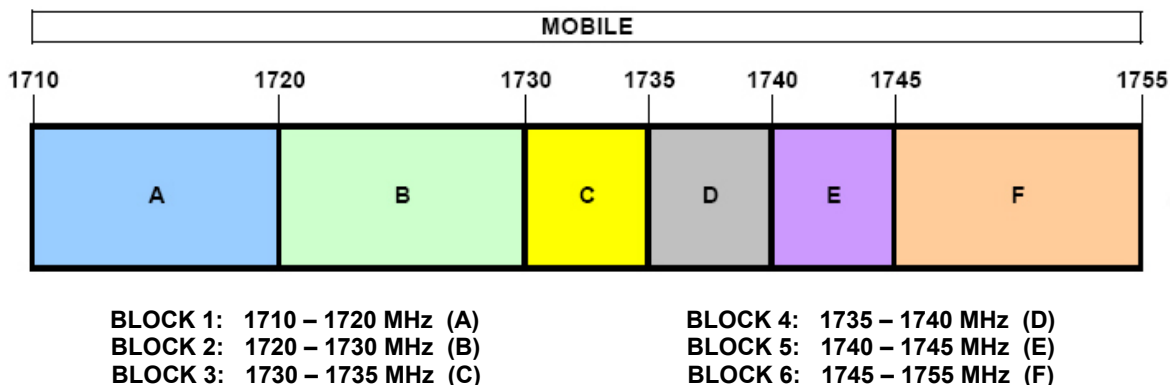 MOBILE
1710 1720 1730 1735 1740 1745 1755
A B C D E F
BLOCK 1: 1710 – 1720 MHz (A)
BLOCK 2: 1720 – 1730 MHz (B)
BLOCK 3: 1730 – 1735 MHz (C)
BLOCK 4: 1735 – 1740 MHz (D)
BLOCK 5: 1740 – 1745 MHz (E)
BLOCK 6: 1745 – 1755 MHz (F)